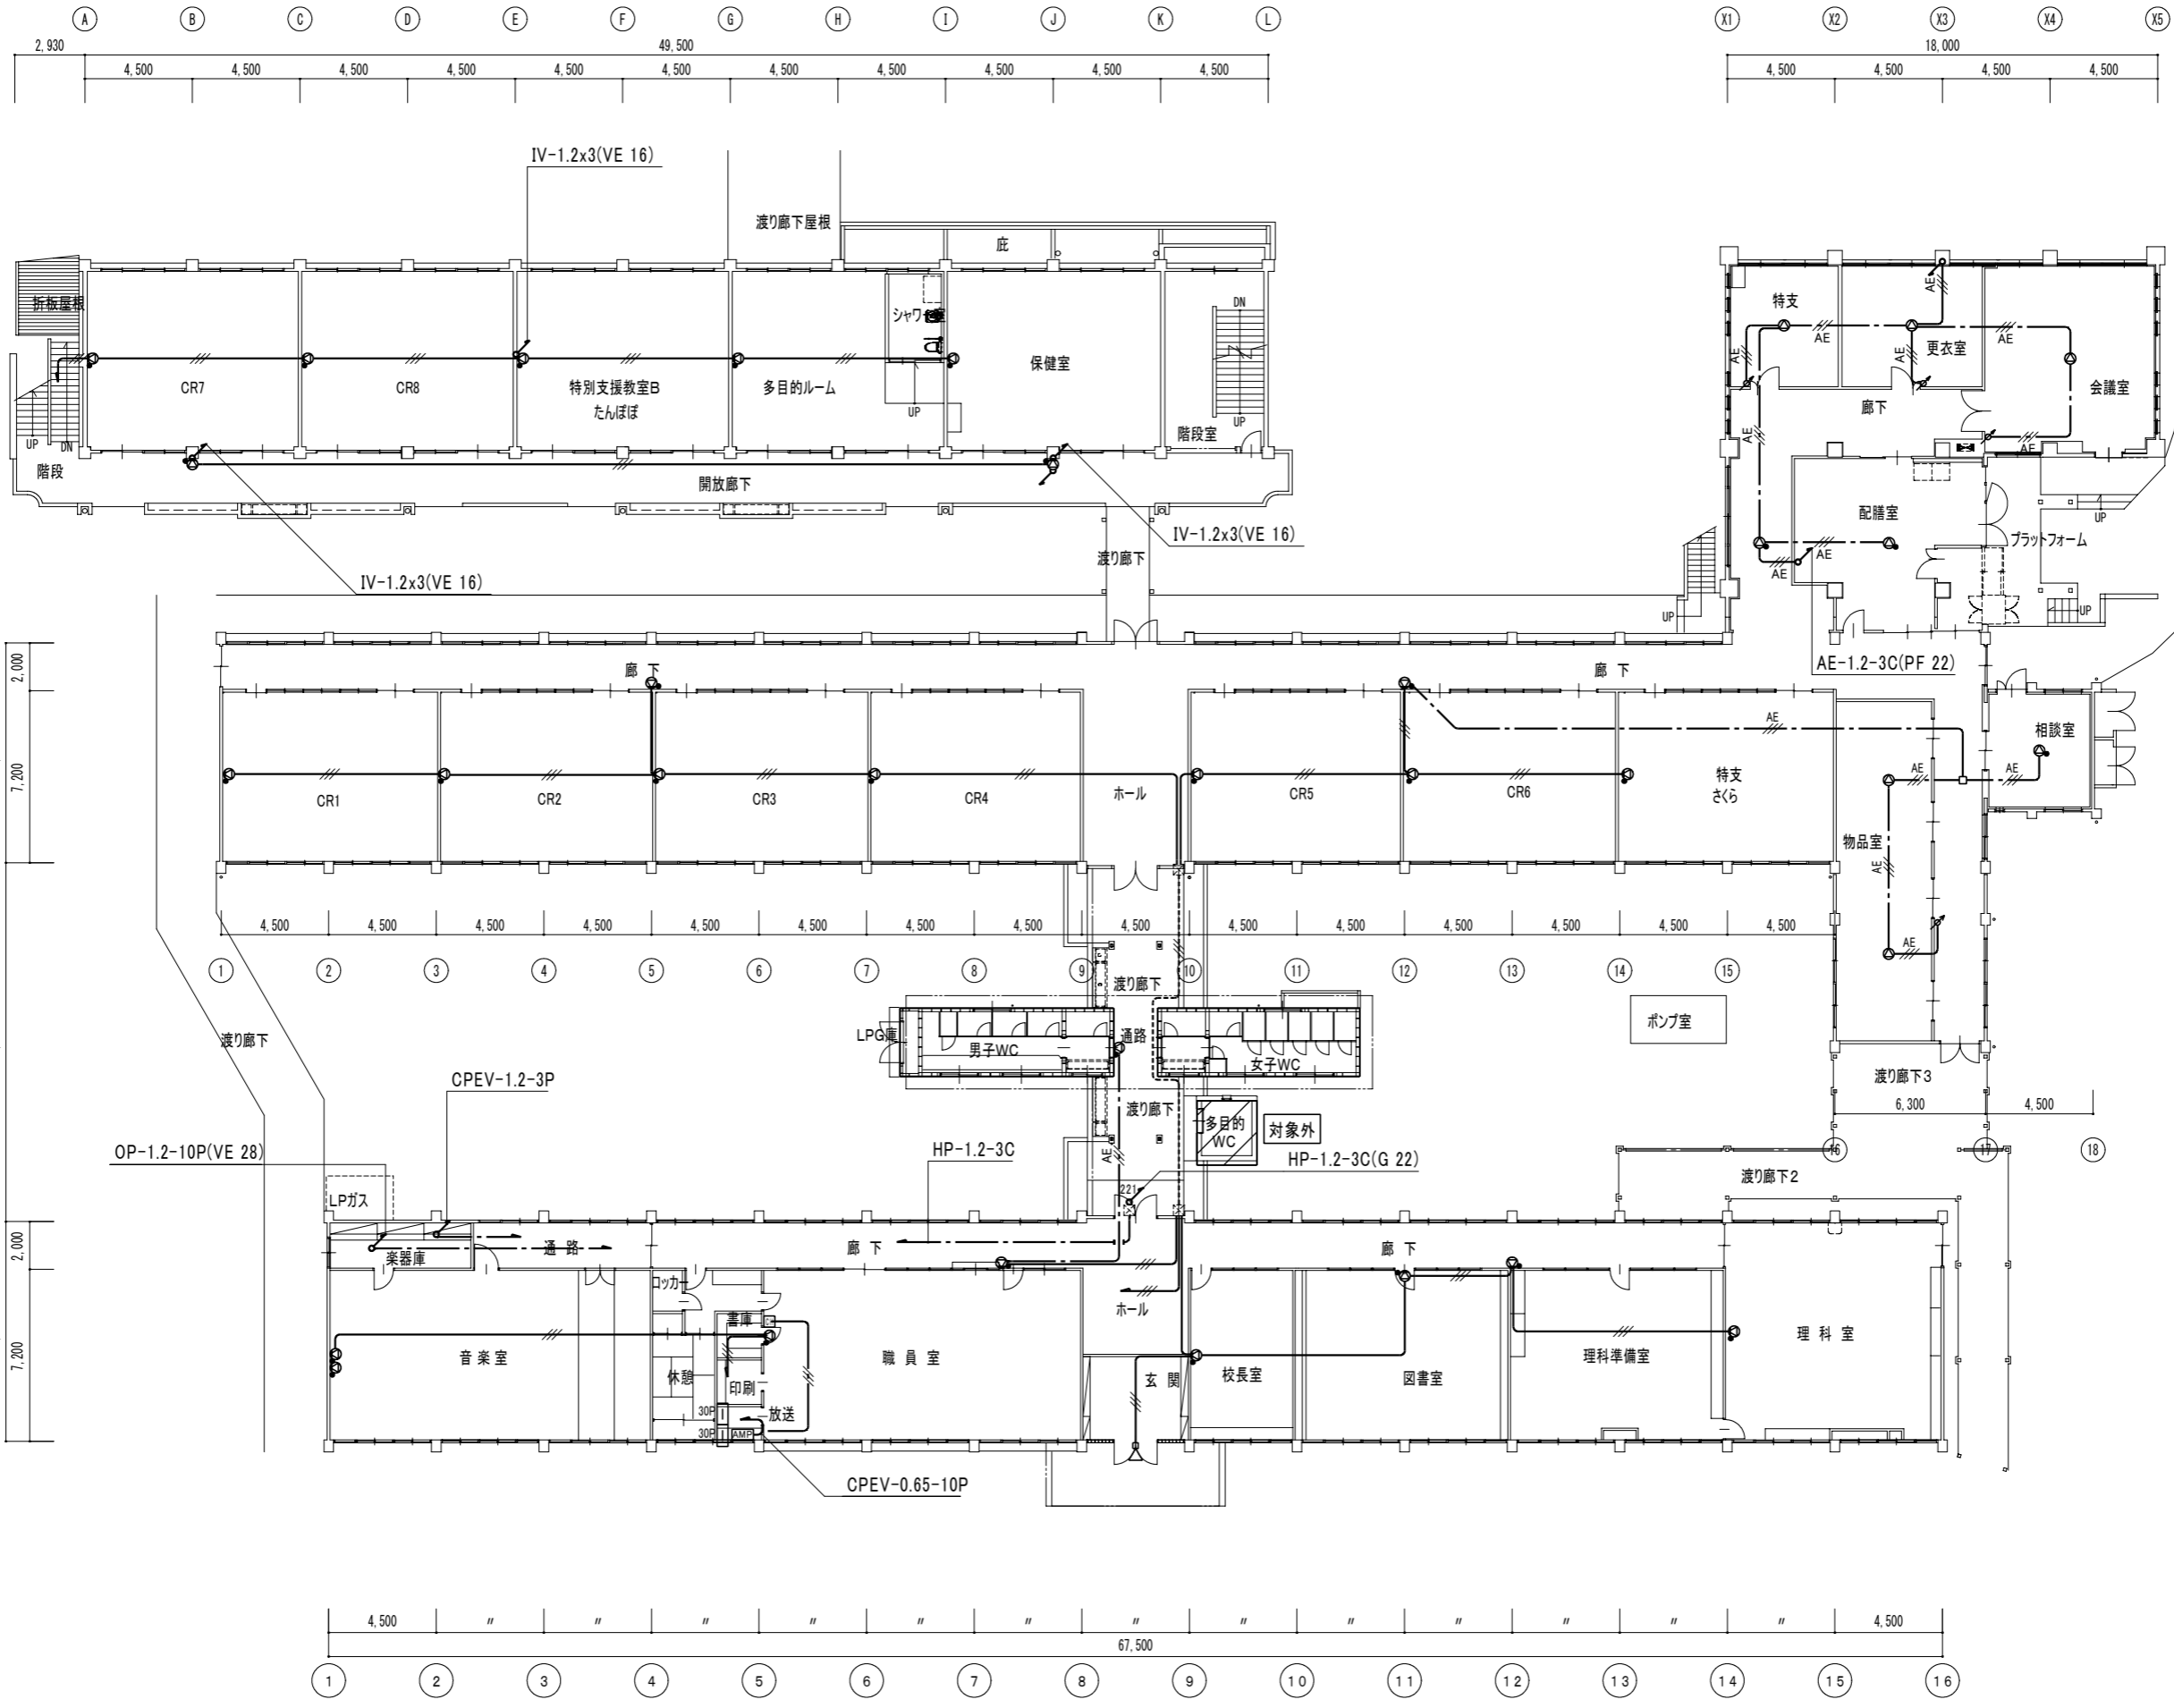 A B C D E F G H I J K L X1 X2 X3 X4 X5
2,930 49,500 18,000
4,500 4,500 4,500 4,500 4,500 4,500 4,500 4,500 4,500 4,500 4,500 4,500 4,500 4,500 4,500
IV-1.2x3(VE 16)
渡り廊下屋根
庇
折板屋根
シャワー室
DN
特支
AE
AE
AE
更衣室
CR7
CR8
特別支援教室B
たんぽぽ
多目的ルーム
保健室
AE
AE
会議室
UP
UP
廊下
UP
DN
階段室
AE
AE
階段
開放廊下
配膳室
プラットフォーム
UP
IV-1.2x3(VE 16)
渡り廊下
AE
AE
IV-1.2x3(VE 16)
UP
UP
AE-1.2-3C(PF 22)
2,000
廊 下
廊 下
7,200
AE
相談室
CR1
CR2
CR3
CR4
ホール
CR5
CR6
特支
さくら
AE
AE
物品室
AE
AE
4,500 4,500 4,500 4,500 4,500 4,500 4,500 4,500 4,500 4,500 4,500 4,500 4,500 4,500 4,500
1 2 3 4 5 6 7 8 9 10 11 12 13 14 15
渡り廊下
LPG庫
男子WC
通路
女子WC
ポンプ室
渡り廊下
CPEV-1.2-3P
渡り廊下3
6,300 4,500
渡り廊下
多目的
WC
対象外
OP-1.2-10P(VE 28)
HP-1.2-3C
AE
HP-1.2-3C(G 22)
16 17 18
渡り廊下2
LPガス
221
2,000
楽器庫
通 路
廊 下
廊 下
ロッカー
ホール
書庫
7,200
音 楽 室
休憩
印刷
職 員 室
玄 関
校長室
図書室
理科準備室
理 科 室
30P
放送
30P
AMP
CPEV-0.65-10P
4,500 〃 〃 〃 〃 〃 〃 〃 〃 〃 〃 〃 〃 〃 4,500
67,500
1 2 3 4 5 6 7 8 9 10 11 12 13 14 15 16